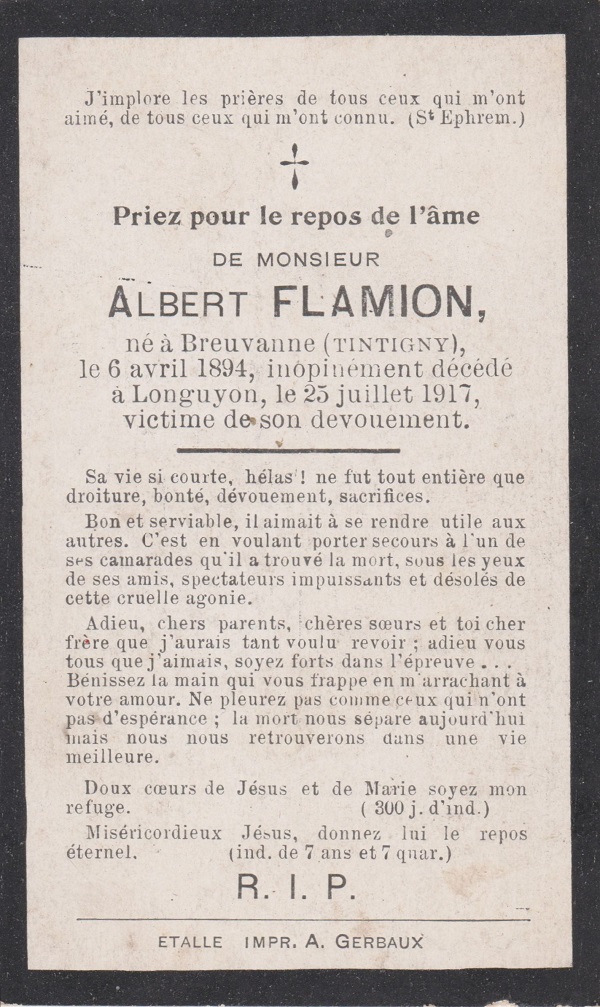 J'implore les prières de tous ceux qui m'ont
aimé, de tous ceux qui m'ont connu. (St Ephrem.)
Priez pour le repos de l'âme
DE MONSIEUR
ALBERT FLAMION,
né à Breuvanne (TINTIGNY),
le 6 avril 1894, inopinément décédé
à Longuyon, le 25 juillet 1917,
victime de son devouement.
Sa vie si courte, hélas ! ne fut tout entière que
droiture, bonté, dévouement, sacrifices.
Bon et serviable, il aimait à se rendre utile aux
autres. C'est en voulant porter secours à l'un de
ses camarades qu'il a trouvé la mort, sous les yeux
de ses amis, spectateurs impuissants et désolés de
cette cruelle agonie.
Adieu, chers parents, chères sœurs et toi cher
frère que j'aurais tant voulu revoir ; adieu vous
tous que j'aimais, soyez forts dans l'épreuve . . .
Bénissez la main qui vous frappe en m'arrachant à
votre amour. Ne pleurez pas comme ceux qui n'ont
pas d'espérance ; la mort nous sépare aujourd'hui
mais nous nous retrouverons dans une vie
meilleure.
Doux cœurs de Jésus et de Marie soyez mon
refuge. ( 300 j. d'ind.)
Miséricordieux Jésus, donnez lui le repos
éternel. (ind. de 7 ans et 7 quar.)
R. I. P.
ETALLE IMPR. A. GERBAUX